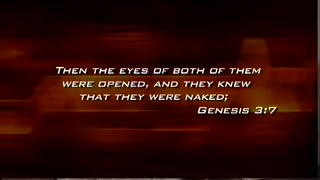 Then the eyes of both of them
were opened, and they knew
that they were naked;
Genesis 3:7